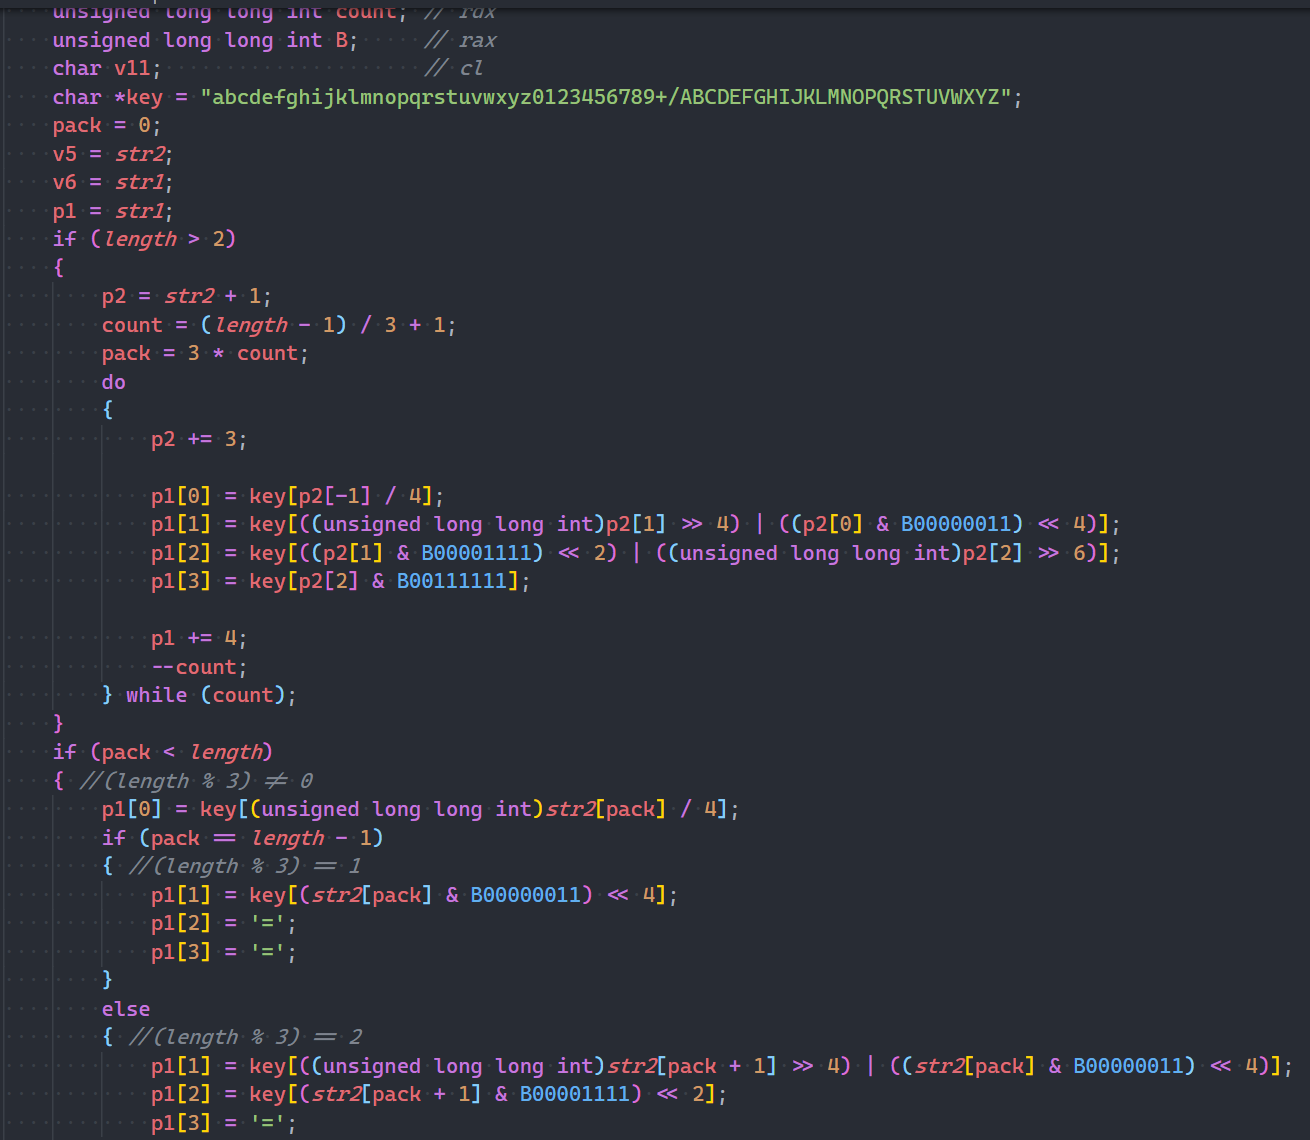 unsigned long long int count; // rdx
unsigned long long int B;      // rax
char v11;                      // cl
char *key = "abcdefghijklmnopqrstuvwxyz0123456789+/ABCDEFGHIJKLMNOPQRSTUVWXYZ";
pack = 0;
v5 = str2;
v6 = str1;
p1 = str1;
if (length > 2)
{
    p2 = str2 + 1;
    count = (length - 1) / 3 + 1;
    pack = 3 * count;
    do
    {
        p2 += 3;

        p1[0] = key[p2[-1] / 4];
        p1[1] = key[((unsigned long long int)p2[1] >> 4) | ((p2[0] & B00000011) << 4)];
        p1[2] = key[((p2[1] & B00001111) << 2) | ((unsigned long long int)p2[2] >> 6)];
        p1[3] = key[p2[2] & B00111111];

        p1 += 4;
        --count;
    } while (count);
}
if (pack < length)
{ //(length % 3) != 0
    p1[0] = key[(unsigned long long int)str2[pack] / 4];
    if (pack == length - 1)
    { //(length % 3) == 1
        p1[1] = key[(str2[pack] & B00000011) << 4];
        p1[2] = '=';
        p1[3] = '=';
    }
    else
    { //(length % 3) == 2
        p1[1] = key[((unsigned long long int)str2[pack + 1] >> 4) | ((str2[pack] & B00000011) << 4)];
        p1[2] = key[(str2[pack + 1] & B00001111) << 2];
        p1[3] = '=';